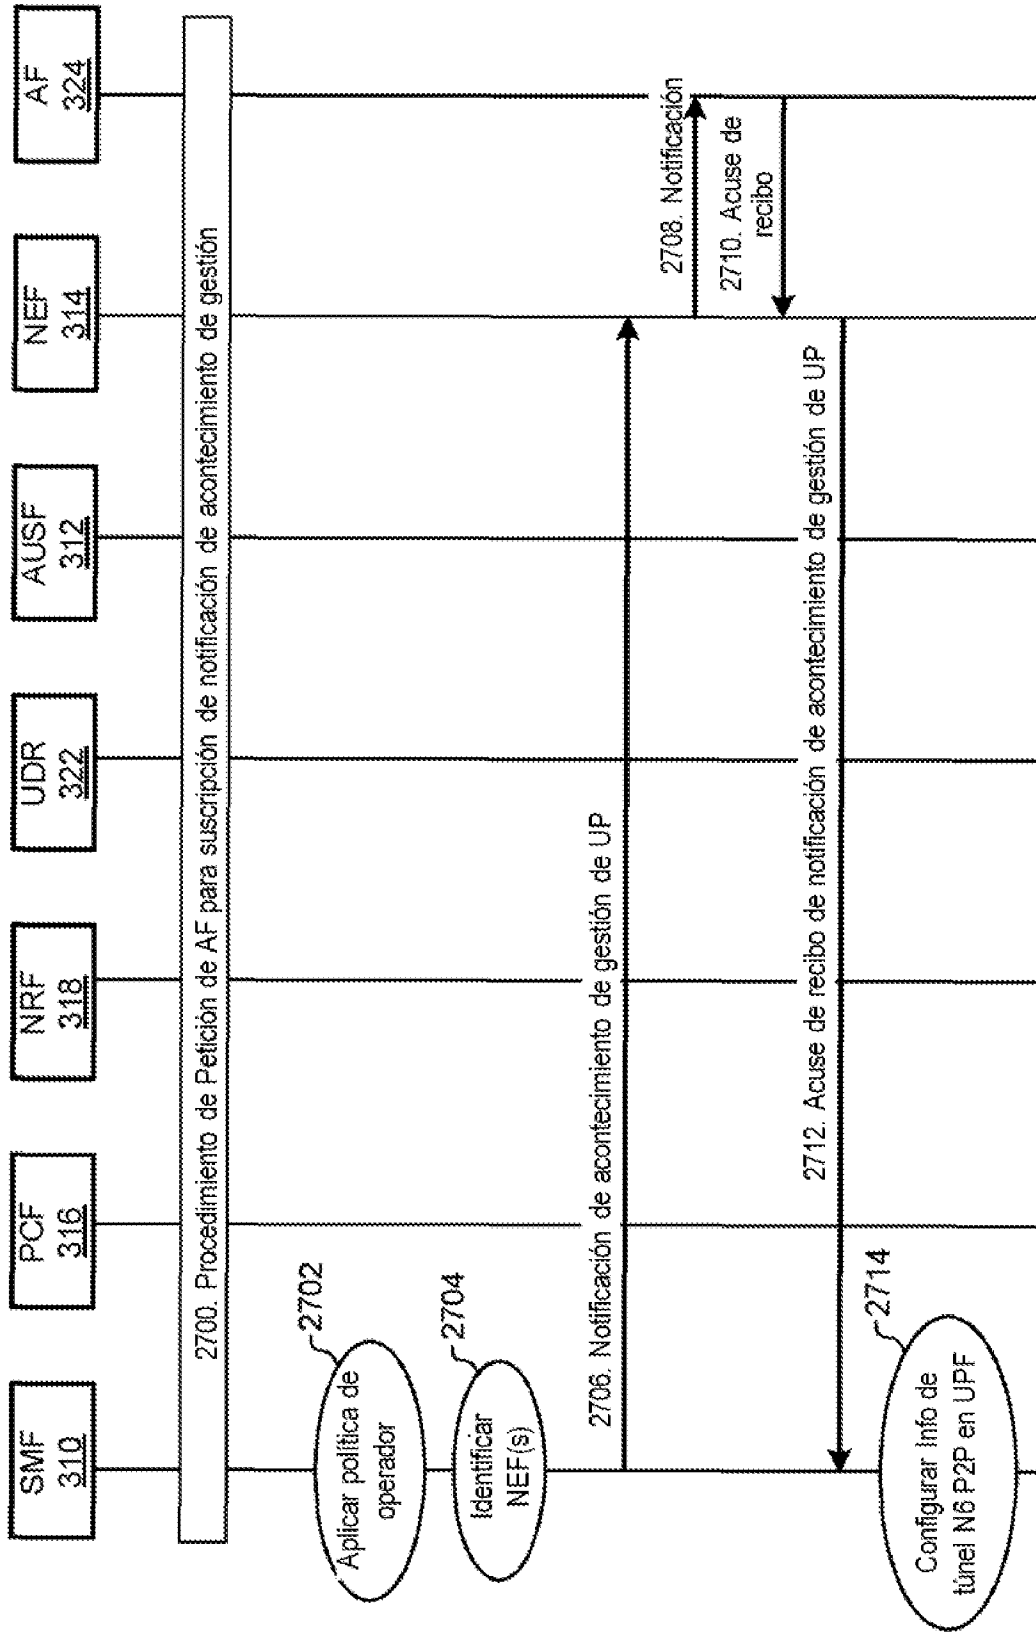 SMF
310
PCF
316
NRF
318
UDR
322
AUSF
312
NEF
314
AF
324
2700. Procedimiento de Petición de AF para suscripción de notificación de acontecimiento de gestión
2702
Aplicar política de
operador
2704
Identificar
NEF(s)
2706. Notificación de acontecimiento de gestión de UP
2708. Notificación
2710. Acuse de
recibo
2712. Acuse de recibo de notificación de acontecimiento de gestión de UP
2714
Configurar Info de
túnel N6 P2P en UPF